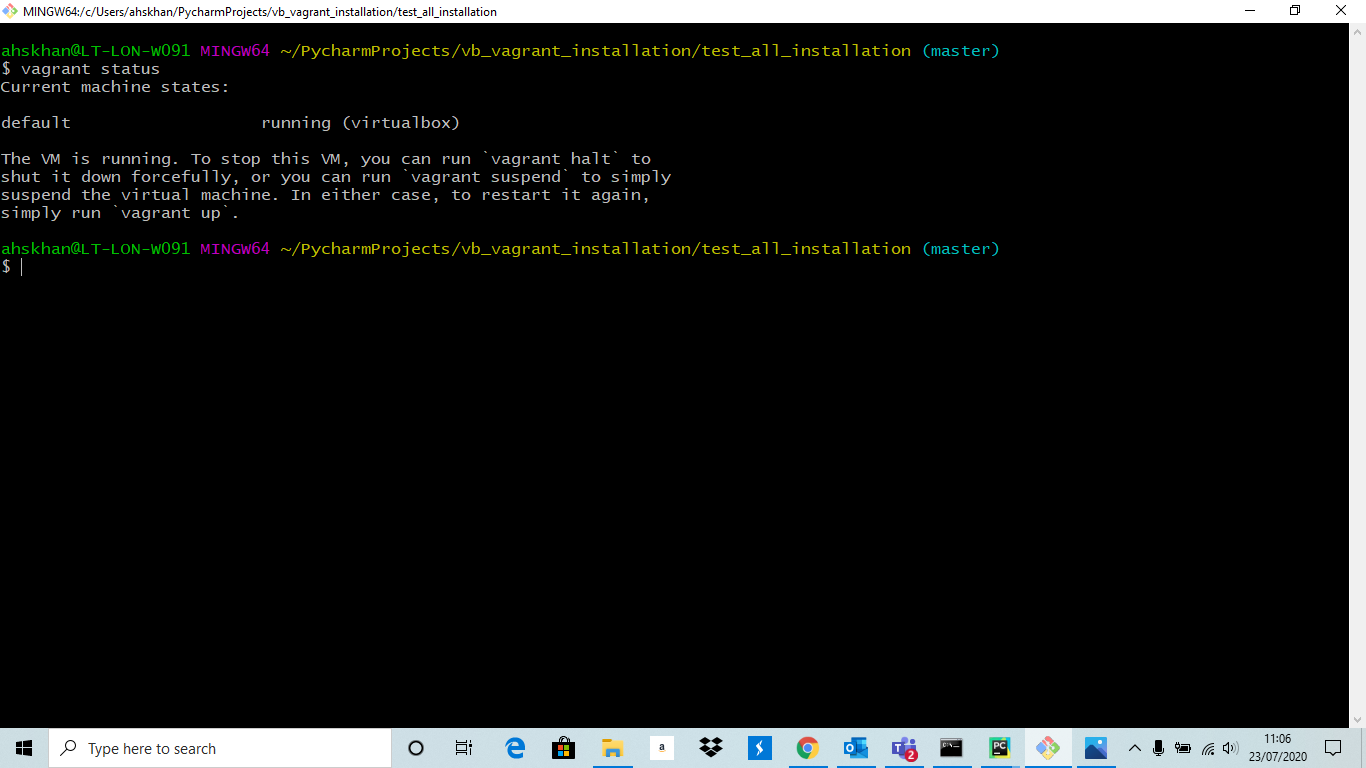 MINGW64:/c/Users/ahskhan/PycharmProjects/vb_vagrant_installation/test_all_installation
ahskhan@LT-LON-W091 MINGW64 ~/PycharmProjects/vb_vagrant_installation/test_all_installation (master)
$ vagrant status
Current machine states:
default                   running (virtualbox)
The VM is running. To stop this VM, you can run `vagrant halt` to
shut it down forcefully, or you can run `vagrant suspend` to simply
suspend the virtual machine. In either case, to restart it again,
simply run `vagrant up`.
ahskhan@LT-LON-W091 MINGW64 ~/PycharmProjects/vb_vagrant_installation/test_all_installation (master)
$
Type here to search
a
2
PC
11:06
23/07/2020